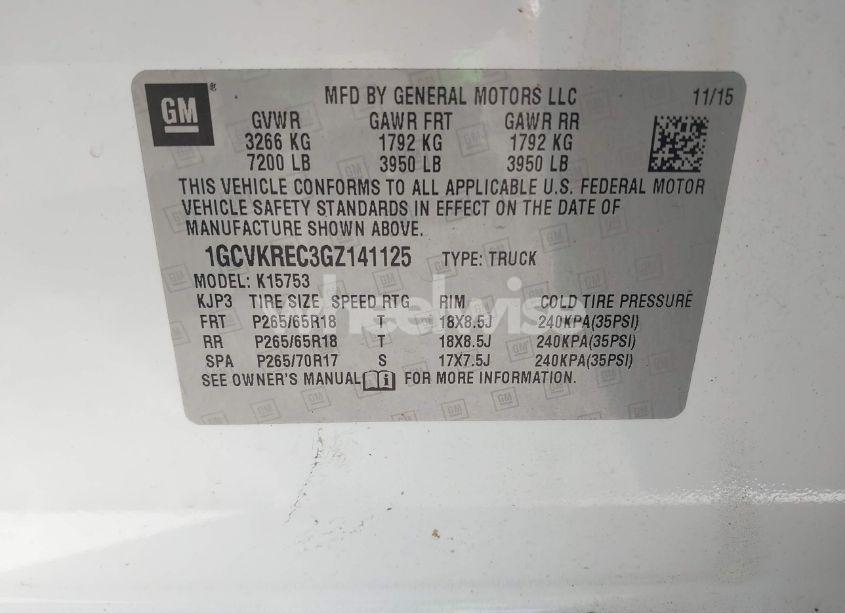 GM
MFD BY GENERAL MOTORS LLC 11/15
GVWR GAWR FRT GAWR RR
3266 KG 1792 KG 1792 KG
7200 LB 3950 LB 3950 LB
THIS VEHICLE CONFORMS TO ALL APPLICABLE U.S. FEDERAL MOTOR
VEHICLE SAFETY STANDARDS IN EFFECT ON THE DATE OF
MANUFACTURE SHOWN ABOVE.
1GCVKREC3GZ141125 TYPE: TRUCK
MODEL: K15753
KJP3 TIRE SIZE SPEED RTG RIM COLD TIRE PRESSURE
FRT P265/65R18 T 18X8.5J 240KPA(35PSI)
RR P265/65R18 T 18X8.5J 240KPA(35PSI)
SPA P265/70R17 S 17X7.5J 240KPA(35PSI)
SEE OWNER'S MANUAL FOR MORE INFORMATION.